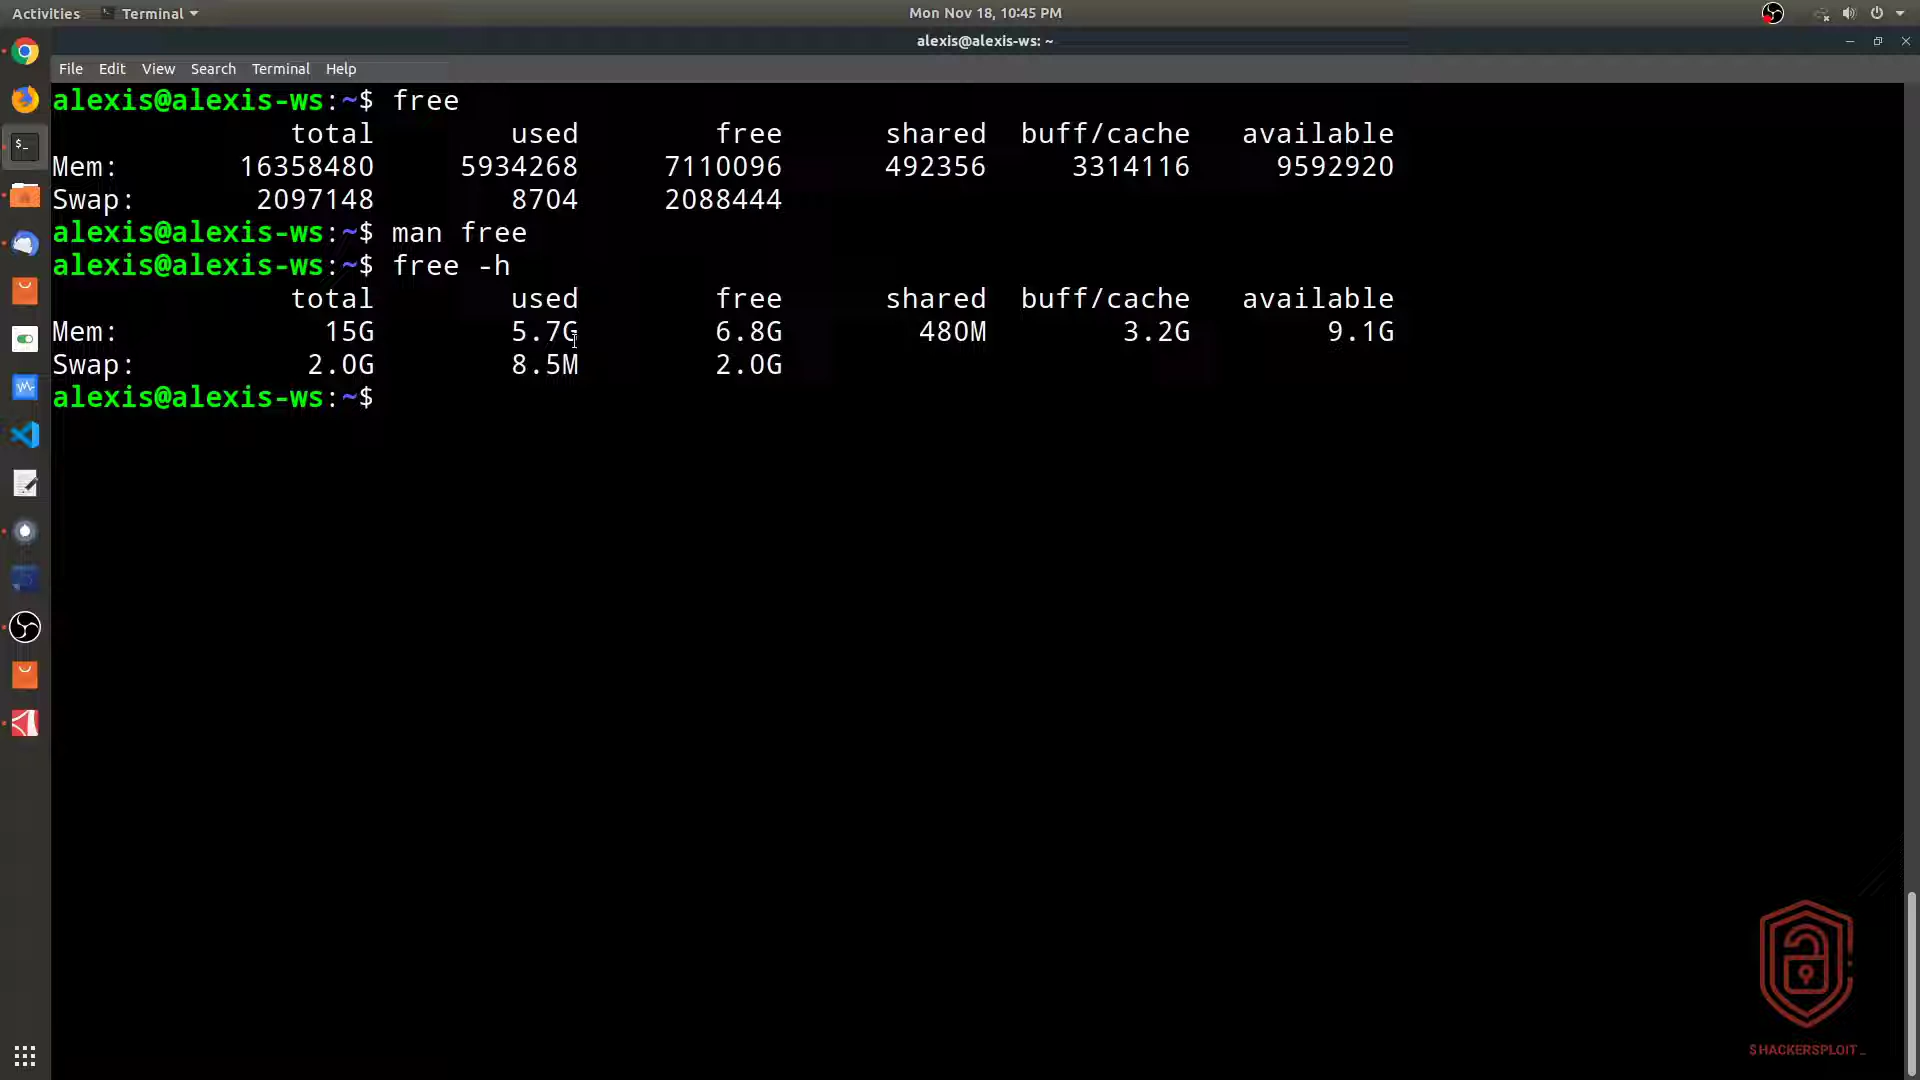 Activities Terminal Mon Nov 18, 10:45 PM
alexis@alexis-ws: ~
File Edit View Search Terminal Help
alexis@alexis-ws:~$ free
total used free shared buff/cache available
Mem: 16358480 5934268 7110096 492356 3314116 9592920
Swap: 2097148 8704 2088444
alexis@alexis-ws:~$ man free
alexis@alexis-ws:~$ free -h
total used free shared buff/cache available
Mem: 15G 5.7G 6.8G 480M 3.2G 9.1G
Swap: 2.0G 8.5M 2.0G
alexis@alexis-ws:~$
$HACKERSPLOIT_